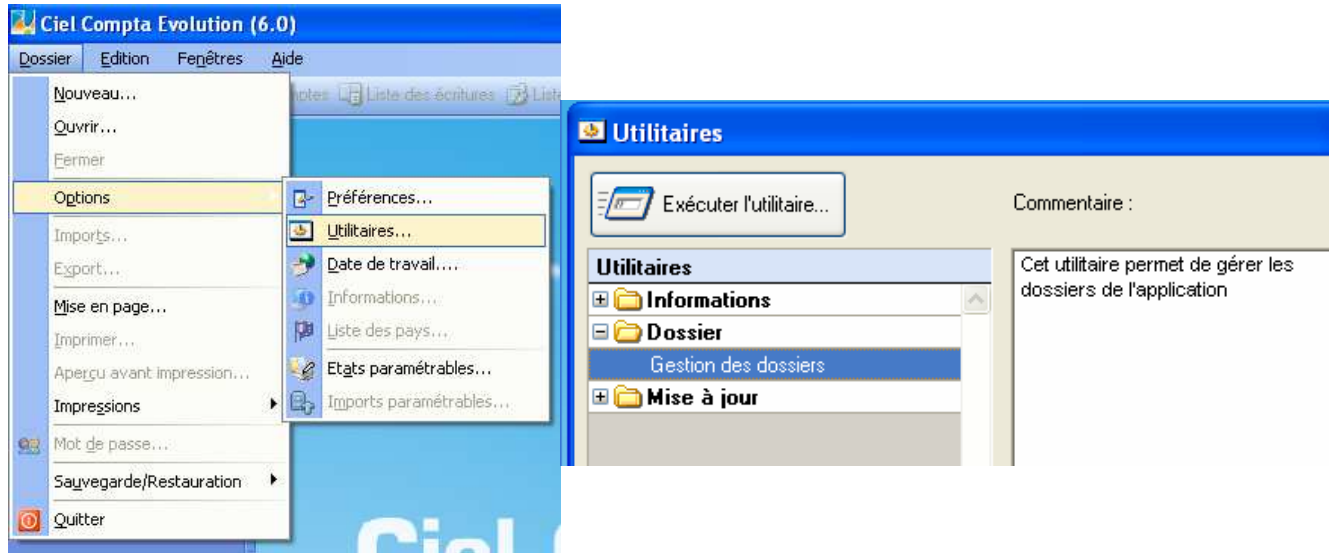 Ciel Compta Evolution (6.0)
Dossier Edition Fenêtres Aide
Liste des écritures
Nouveau...
Ouvrir...
Fermer
Options
Imports...
Export...
Mise en page...
Imprimer...
Aperçu avant impression...
Impressions
Mot de passe...
Sauvegarde/Restauration
Quitter
Préférences...
Utilitaires...
Date de travail....
Informations...
Liste des pays...
Etats paramétrables...
Imports paramétrables...
Ciel
Utilitaires
Exécuter l'utilitaire...
Commentaire :
Utilitaires
Informations
Dossier
Gestion des dossiers
Mise à jour
Cet utilitaire permet de gérer les
dossiers de l'application